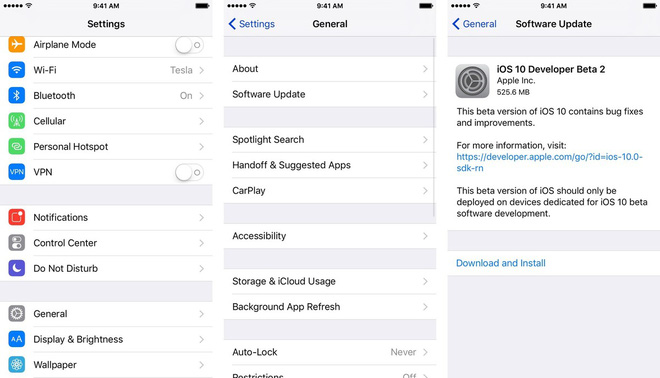 9:41 AM
Settings
Airplane Mode
Wi-Fi Tesla
Bluetooth On
Cellular
Personal Hotspot
VPN VPN
Notifications
Control Center
Do Not Disturb
General
AA Display & Brightness
Wallpaper
9:41 AM
Settings General
About
Software Update
Spotlight Search
Handoff & Suggested Apps
CarPlay
Accessibility
Storage & iCloud Usage
Background App Refresh
Auto-Lock Never
Restrictions Off
9:41 AM
General Software Update
iOS 10 Developer Beta 2
Apple Inc.
525.6 MB
This beta version of iOS 10 contains bug fixes
and improvements.
For more information, visit:
https://developer.apple.com/go/?id=ios-10.0-
sdk-rn
This beta version of iOS should only be
deployed on devices dedicated for iOS 10 beta
software development.
Download and Install